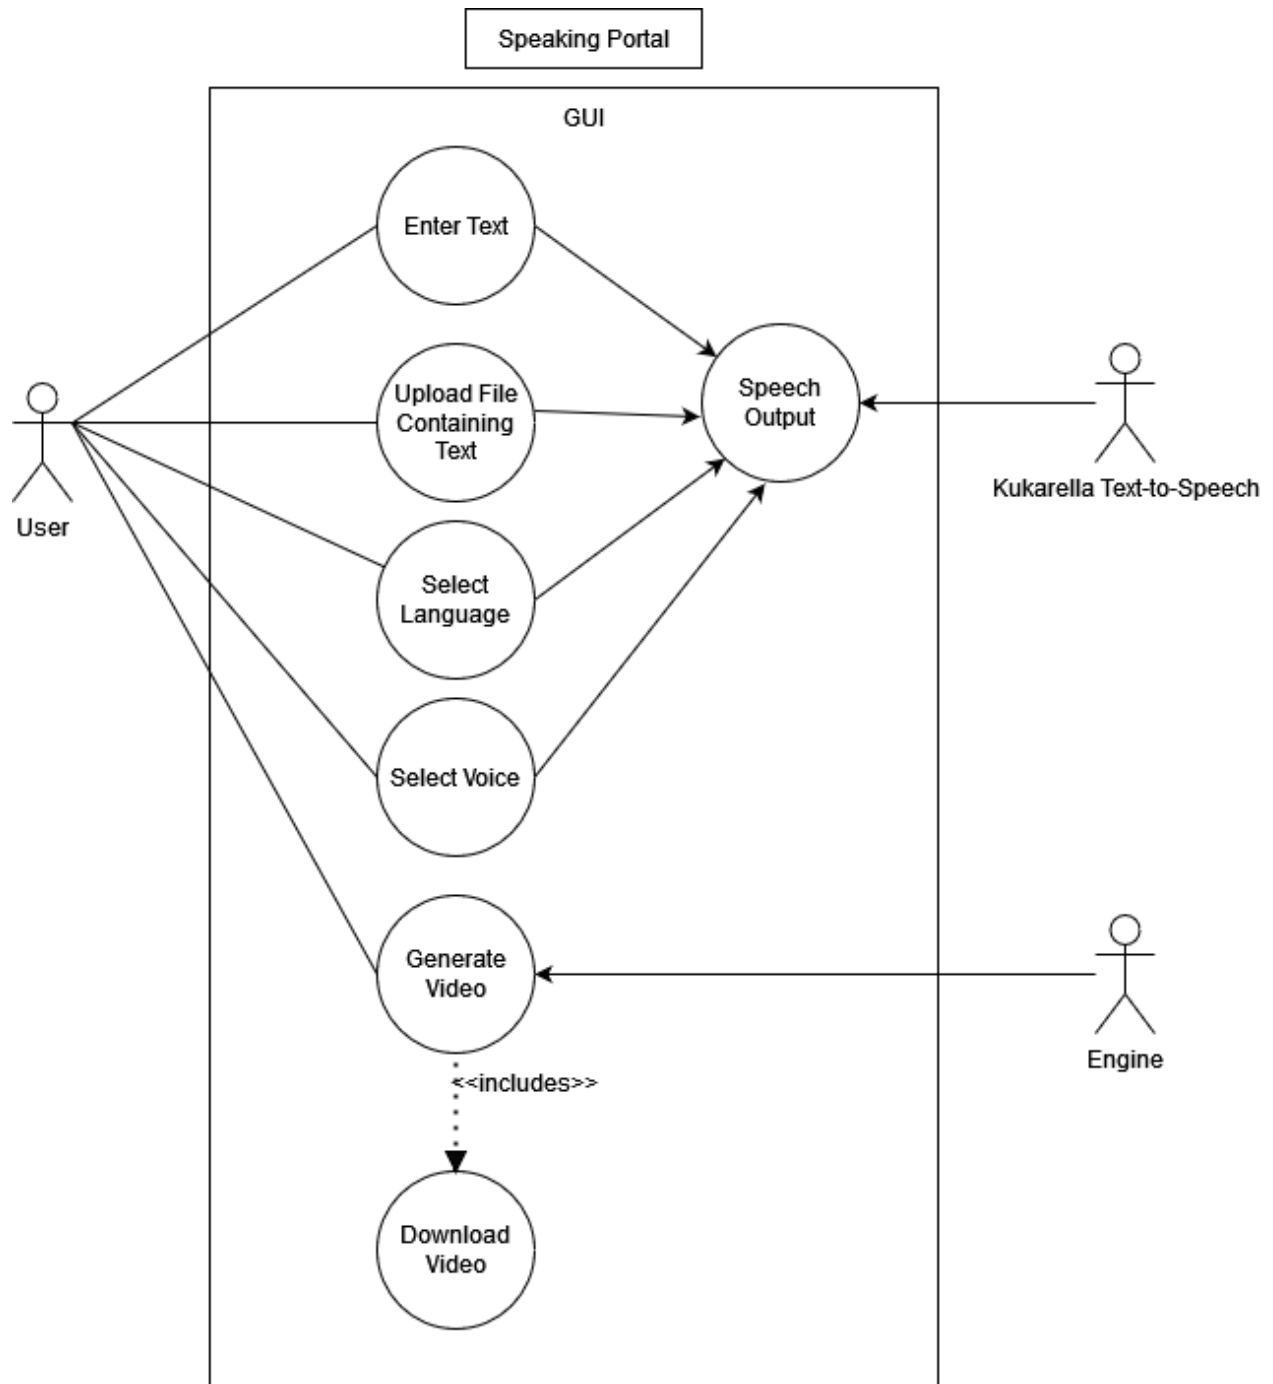 Speaking Portal
GUI
Enter Text
Upload File
Containing
Text
Speech
Output
User
Kukarella Text-to-Speech
Select
Language
Select Voice
Generate
Video
Engine
<<includes>>
Download
Video